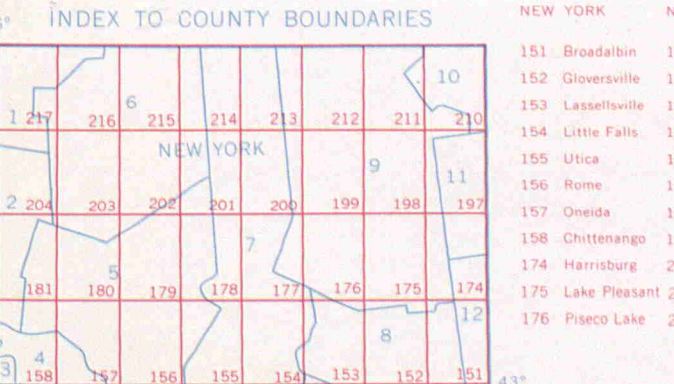 INDEX TO COUNTY BOUNDARIES
NEW YORK
10
6
1 217 216 215 214 213 212 211 210
NEW YORK
9
11
2 204 203 202 201 200 199 198 197
7
5
181 180 179 178 177 176 175 174
12
8
4
3
158 157 156 155 154 153 152 151
43°
151 Broadalbin
152 Gloversville
153 Lassellsville
154 Little Falls
155 Utica
156 Rome
157 Oneida
158 Chittenango
174 Harrisburg
175 Lake Pleasant
176 Piseco Lake